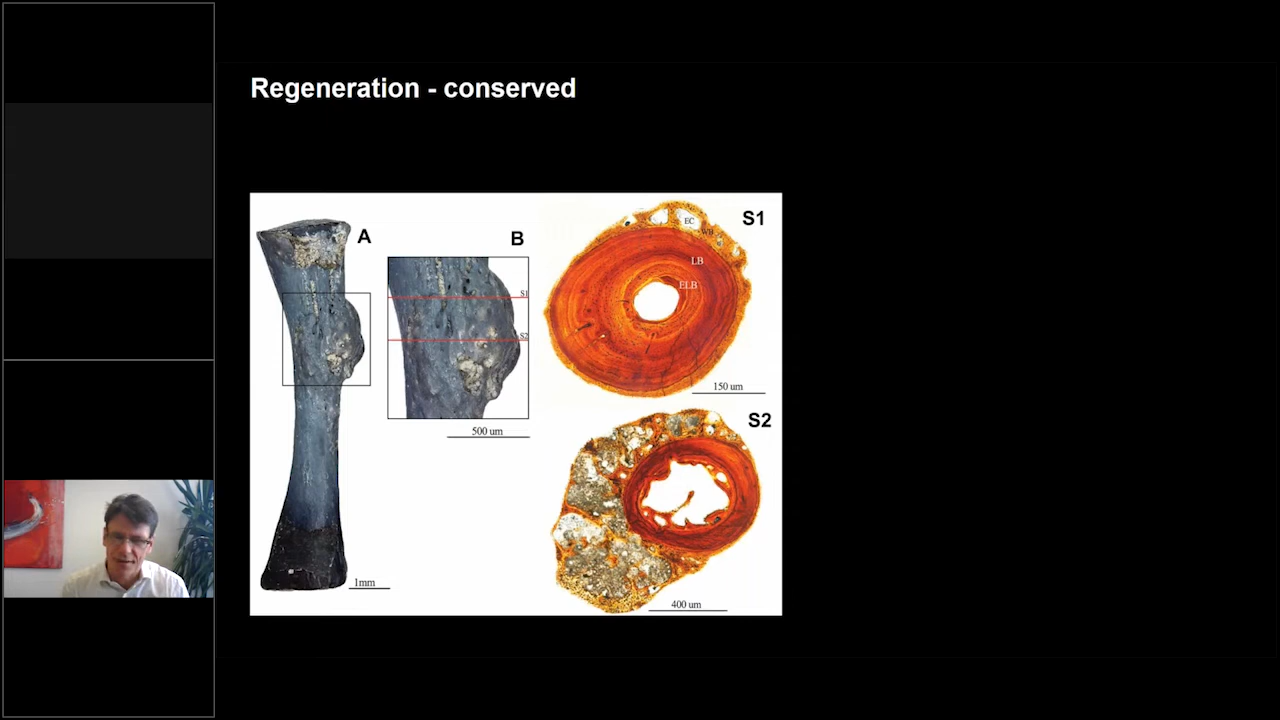 Regeneration - conserved
A
B
S1
S2
500 um
1mm
S1
EC
WB
LB
ELB
150 um
S2
400 um